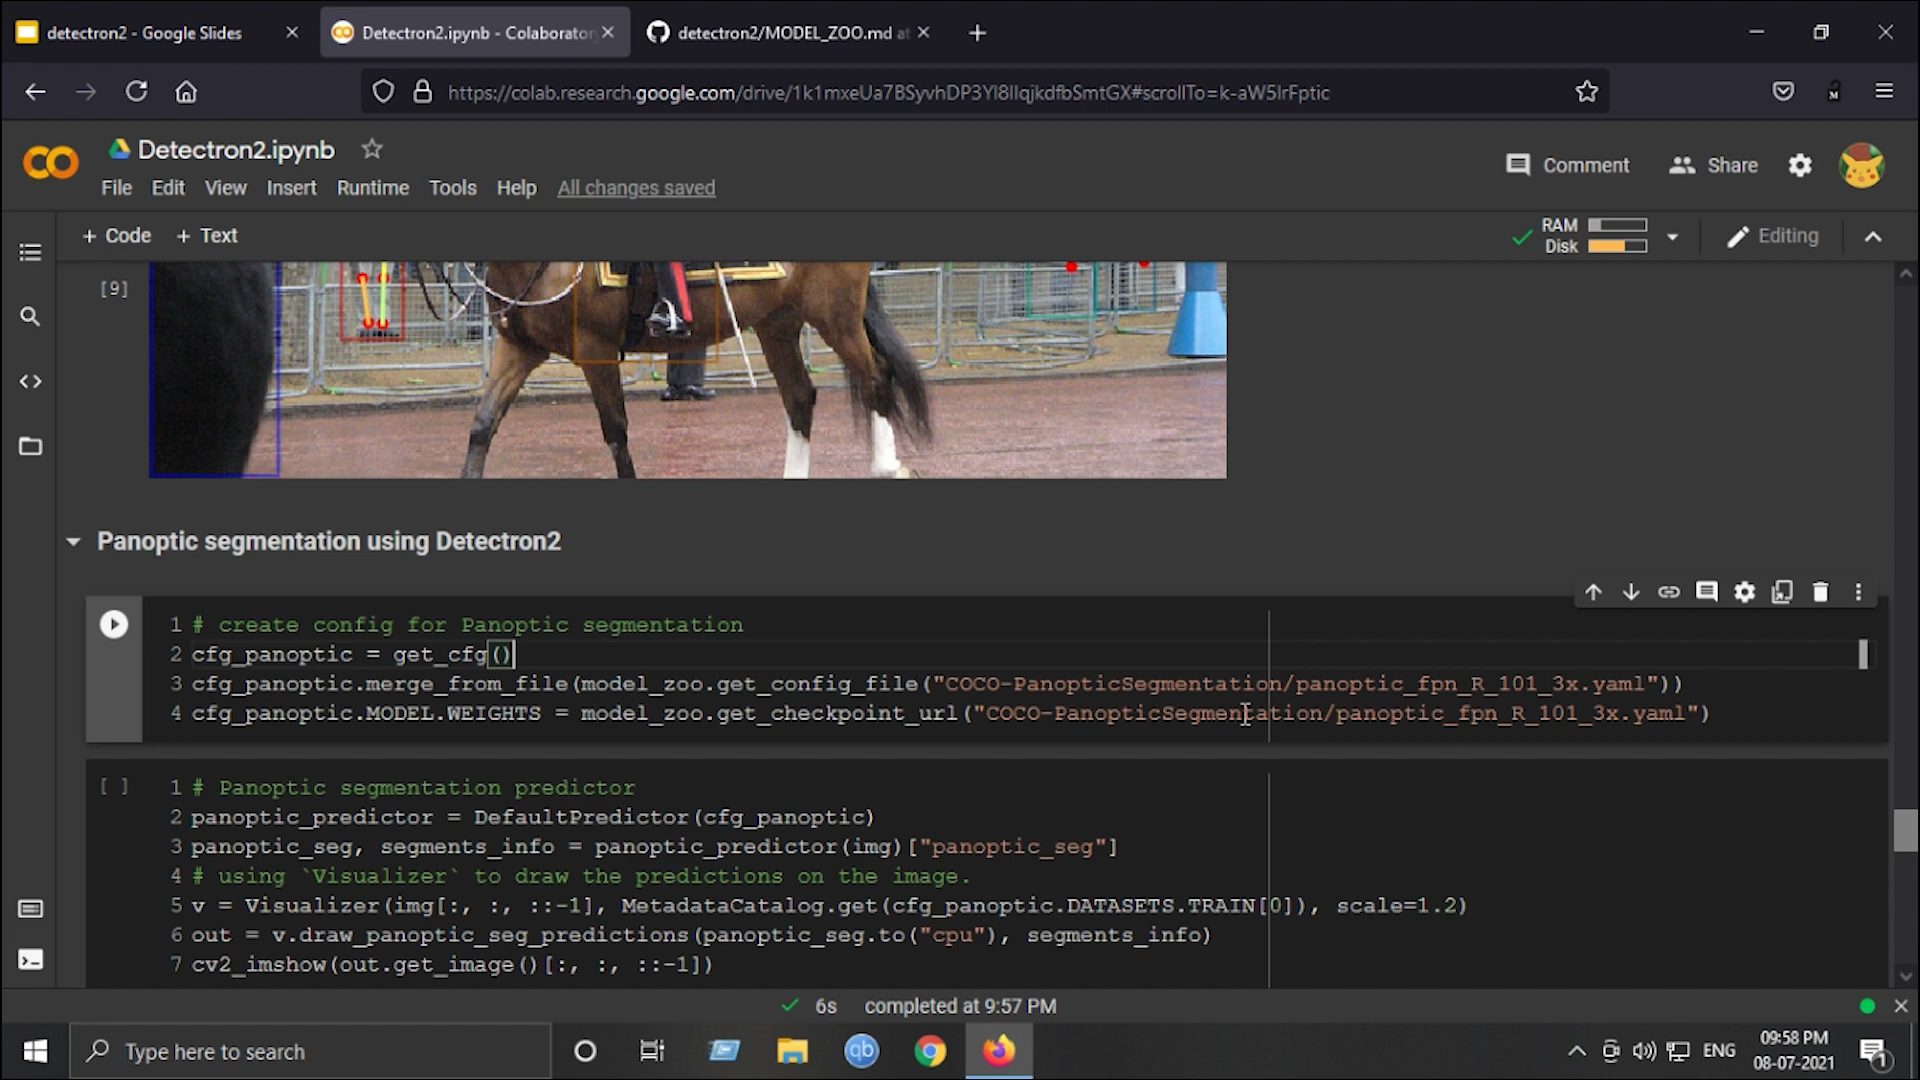 detectron2 - Google Slides
Detectron2.ipynb - Colaborator
detectron2/MODEL_ZOO.md at
https://colab.research.google.com/drive/1k1mxeUa7BSyvhDP3Yl8IIqjkdfbSmtGX#scrollTo=k-aW5lrFptic
CO
Detectron2.ipynb
Comment
Share
File Edit View Insert Runtime Tools Help All changes saved
+ Code + Text
RAM
Disk
Editing
[9]
Panoptic segmentation using Detectron2
1 # create config for Panoptic segmentation
2 cfg_panoptic = get_cfg()
3 cfg_panoptic.merge_from_file(model_zoo.get_config_file("COCO-PanopticSegmentation/panoptic_fpn_R_101_3x.yaml"))
4 cfg_panoptic.MODEL.WEIGHTS = model_zoo.get_checkpoint_url("COCO-PanopticSegmentation/panoptic_fpn_R_101_3x.yaml")
[ ]
1 # Panoptic segmentation predictor
2 panoptic_predictor = DefaultPredictor(cfg_panoptic)
3 panoptic_seg, segments_info = panoptic_predictor(img)["panoptic_seg"]
4 # using `Visualizer` to draw the predictions on the image.
5 v = Visualizer(img[:, :, ::-1], MetadataCatalog.get(cfg_panoptic.DATASETS.TRAIN[0]), scale=1.2)
6 out = v.draw_panoptic_seg_predictions(panoptic_seg.to("cpu"), segments_info)
7 cv2_imshow(out.get_image()[:, :, ::-1])
6s completed at 9:57 PM
Type here to search
qb
ENG
09:58 PM
08-07-2021
1